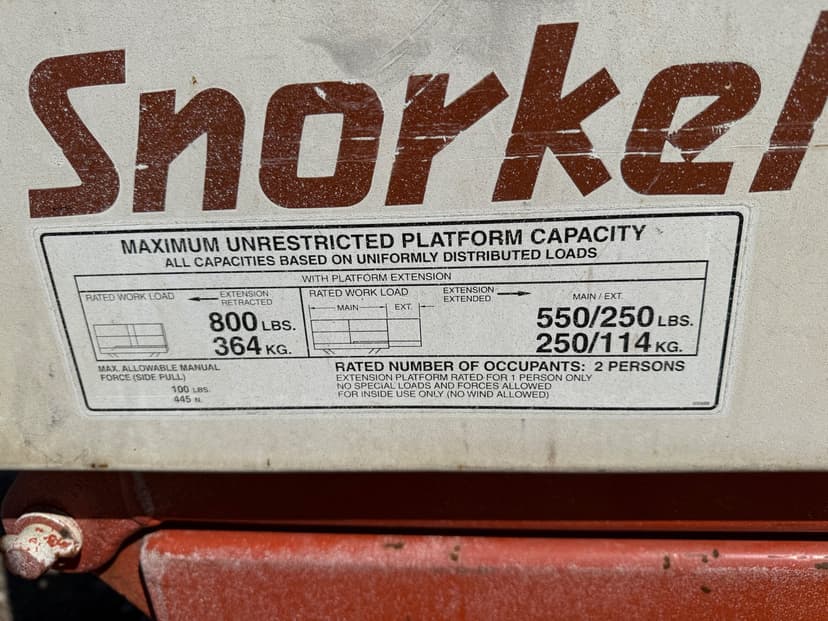 Snorkel
MAXIMUM UNRESTRICTED PLATFORM CAPACITY
ALL CAPACITIES BASED ON UNIFORMLY DISTRIBUTED LOADS
WITH PLATFORM EXTENSION
RATED WORK LOAD
EXTENSION
RETRACTED
800 LBS.
364 KG.
RATED WORK LOAD
EXTENSION
EXTENDED
MAIN / EXT.
MAIN
EXT.
550/250 LBS.
250/114 KG.
MAX. ALLOWABLE MANUAL
FORCE (SIDE PULL)
100 LBS.
445 N.
RATED NUMBER OF OCCUPANTS: 2 PERSONS
EXTENSION PLATFORM RATED FOR 1 PERSON ONLY
NO SPECIAL LOADS AND FORCES ALLOWED
FOR INSIDE USE ONLY (NO WIND ALLOWED)